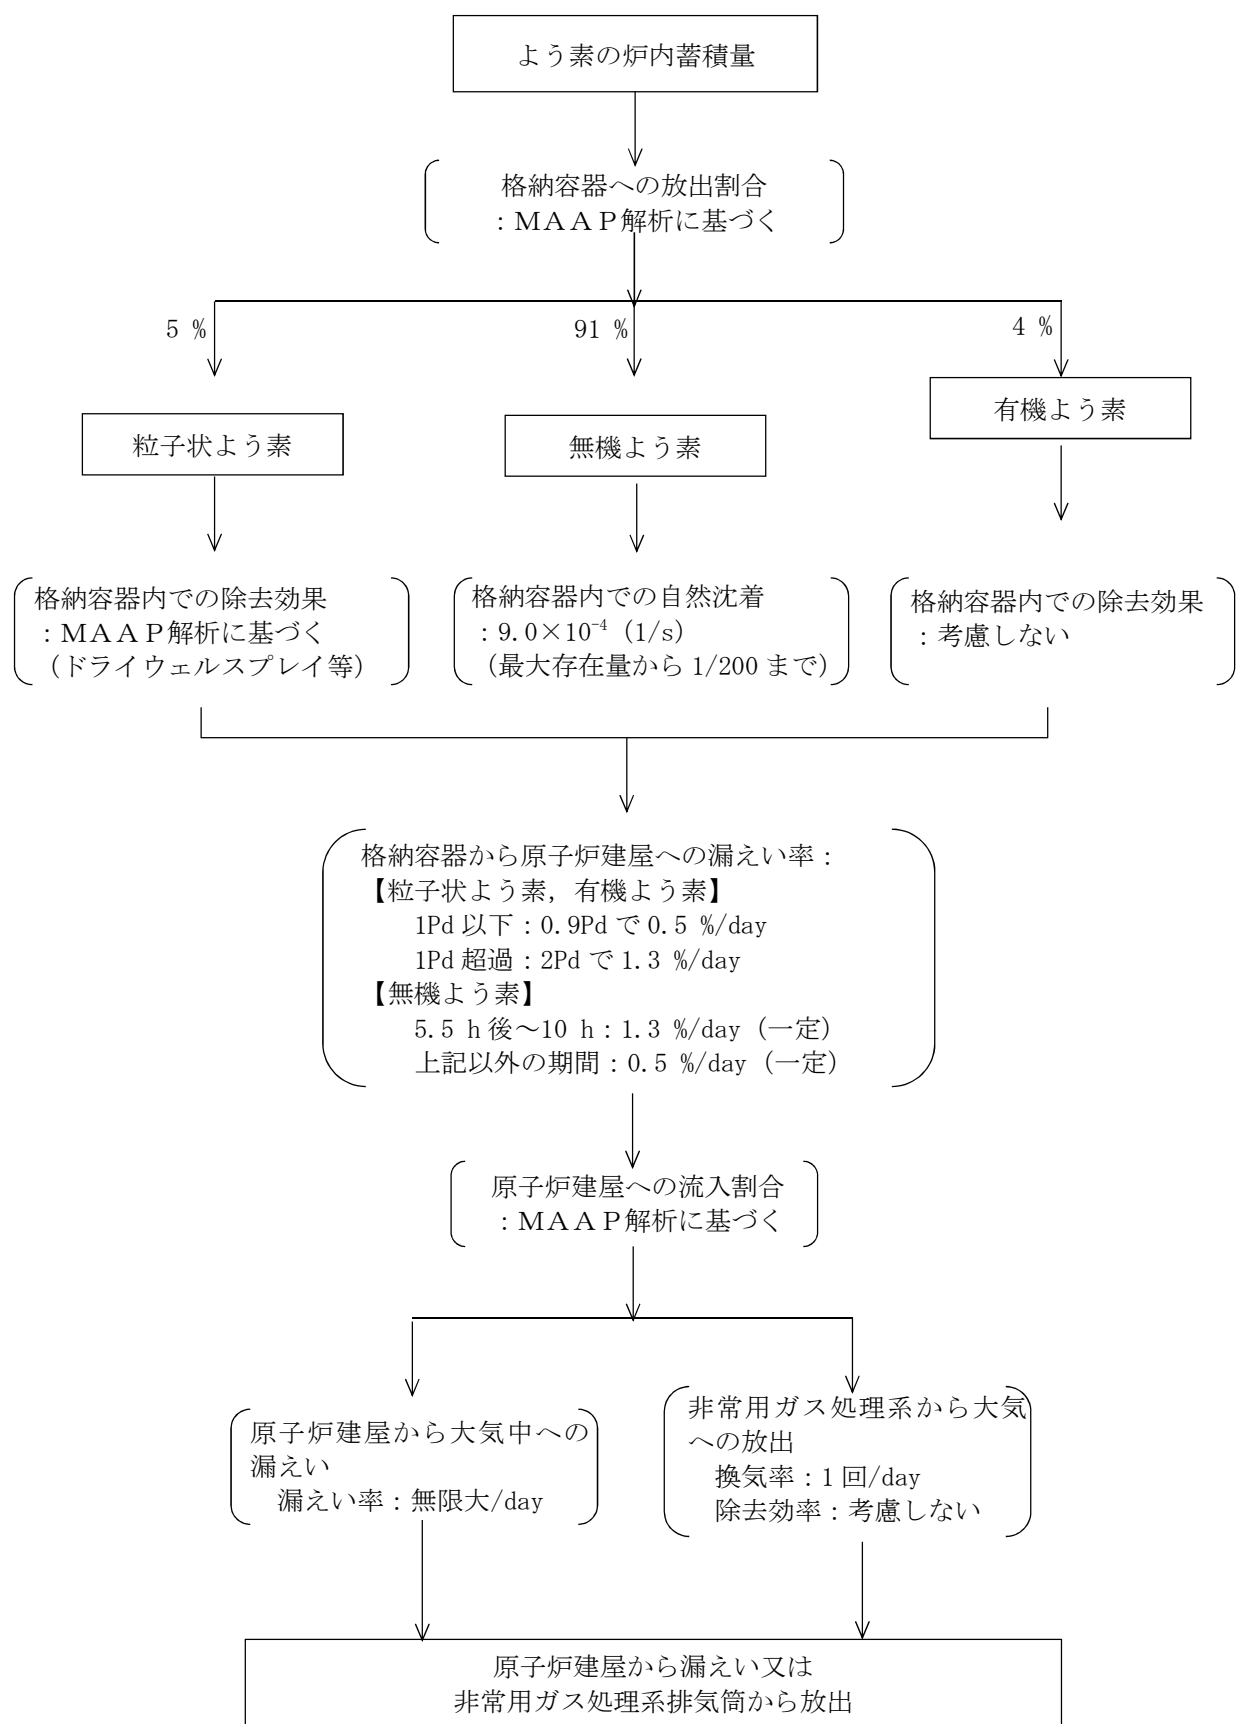 よう素の炉内蓄積量
格納容器への放出割合
：ＭＡＡＰ解析に基づく
5 %
91 %
4 %
粒子状よう素
無機よう素
有機よう素
格納容器内での除去効果
：ＭＡＡＰ解析に基づく
（ドライウェルスプレイ等）
格納容器内での自然沈着
：9.0×10⁻⁴（1/s）
（最大存在量から 1/200 まで）
格納容器内での除去効果
：考慮しない
格納容器から原子炉建屋への漏えい率：
【粒子状よう素，有機よう素】
1Pd 以下：0.9Pd で 0.5 %/day
1Pd 超過：2Pd で 1.3 %/day
【無機よう素】
5.5 h 後～10 h：1.3 %/day（一定）
上記以外の期間：0.5 %/day（一定）
原子炉建屋への流入割合
：ＭＡＡＰ解析に基づく
原子炉建屋から大気中への
漏えい
漏えい率：無限大/day
非常用ガス処理系から大気
への放出
換気率：1 回/day
除去効率：考慮しない
原子炉建屋から漏えい又は
非常用ガス処理系排気筒から放出